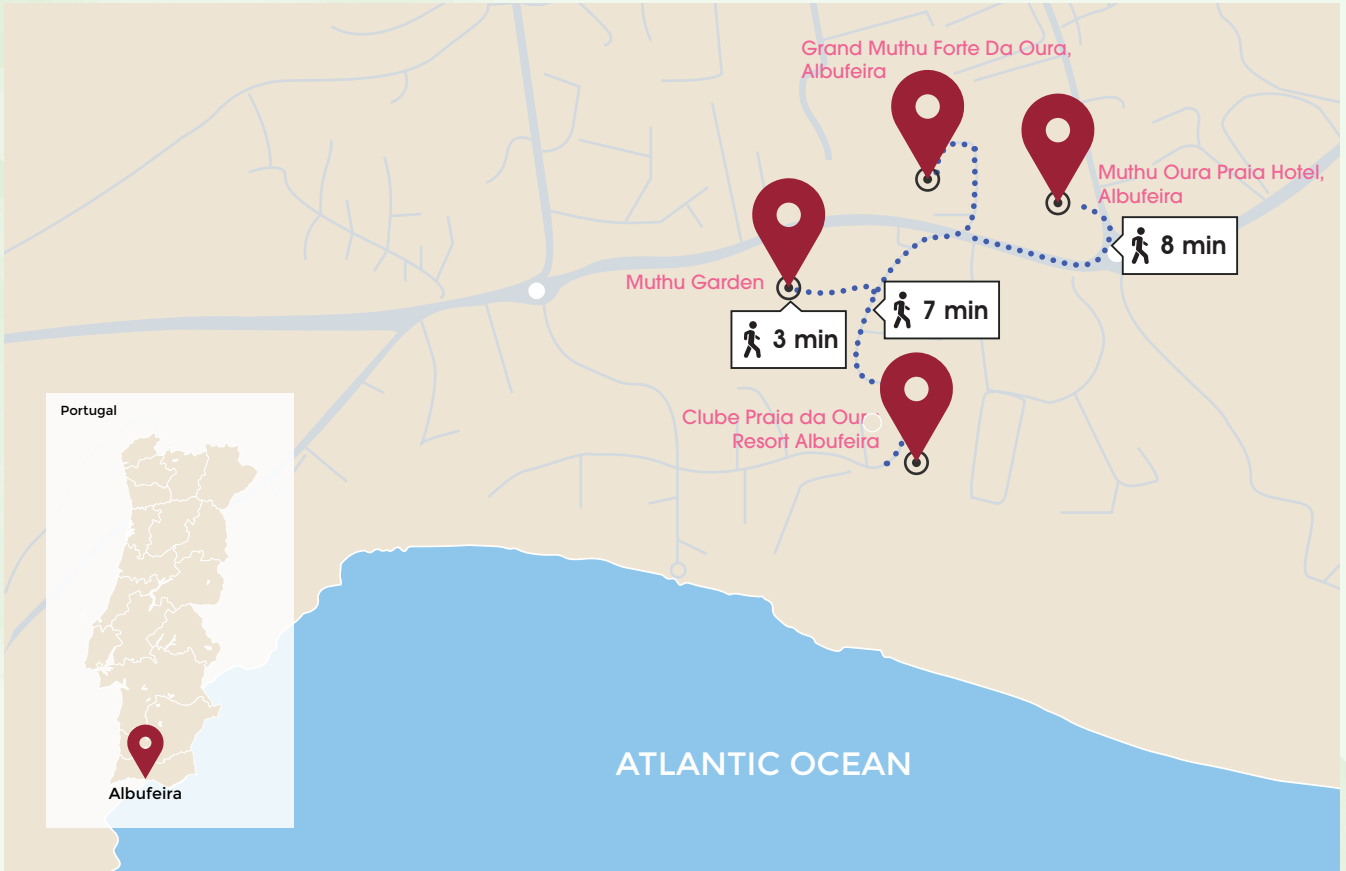 Grand Muthu Forte Da Oura,
Albufeira
Muthu Oura Praia Hotel,
Albufeira
8 min
Muthu Garden
7 min
3 min
Clube Praia da Oura
Resort Albufeira
Portugal
Albufeira
ATLANTIC OCEAN